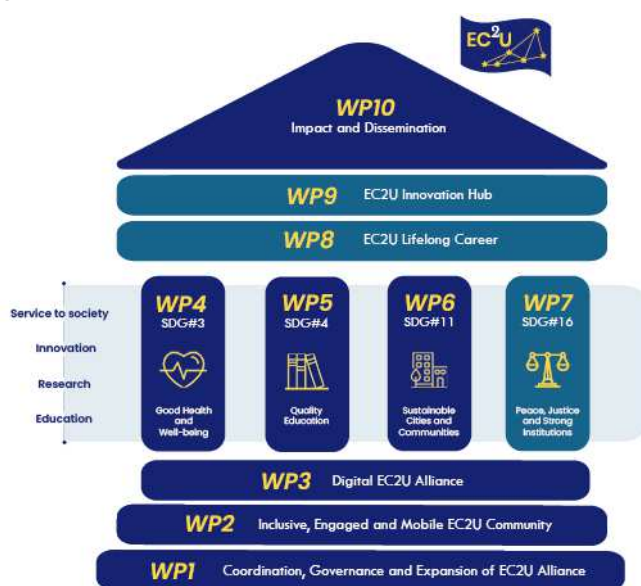 EC2U
WP10
Impact and Dissemination
WP9 EC2U Innovation Hub
WP8 EC2U Lifelong Career
Service to society
Innovation
Research
Education
WP4
SDG#3
Good Health
and
Well-being
WP5
SDG#4
Quality
Education
WP6
SDG#11
Sustainable
Cities and
Communities
WP7
SDG#16
Peace, Justice
and Strong
Institutions
WP3 Digital EC2U Alliance
WP2 Inclusive, Engaged and Mobile EC2U Community
WP1 Coordination, Governance and Expansion of EC2U Alliance